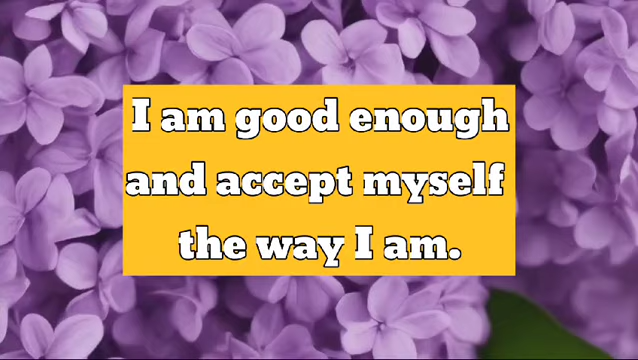 I am good enough
and accept myself
the way I am.